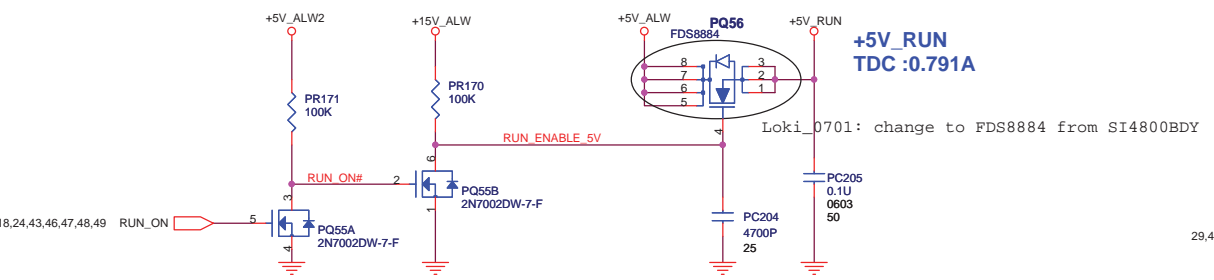 +5V_ALW2
+15V_ALW
+5V_ALW
PQ56
FDS8884
+5V_RUN
+5V_RUN
TDC :0.791A
8
7
6
5
3
2
1
4
PR171
100K
PR170
100K
Loki_0701: change to FDS8884 from SI4800BDY
RUN_ENABLE_5V
RUN_ON#
2
6
1
PQ55B
2N7002DW-7-F
3
5
4
PQ55A
2N7002DW-7-F
18,24,43,46,47,48,49 RUN_ON
PC204
4700P
25
PC205
0.1U
0603
50
29,4